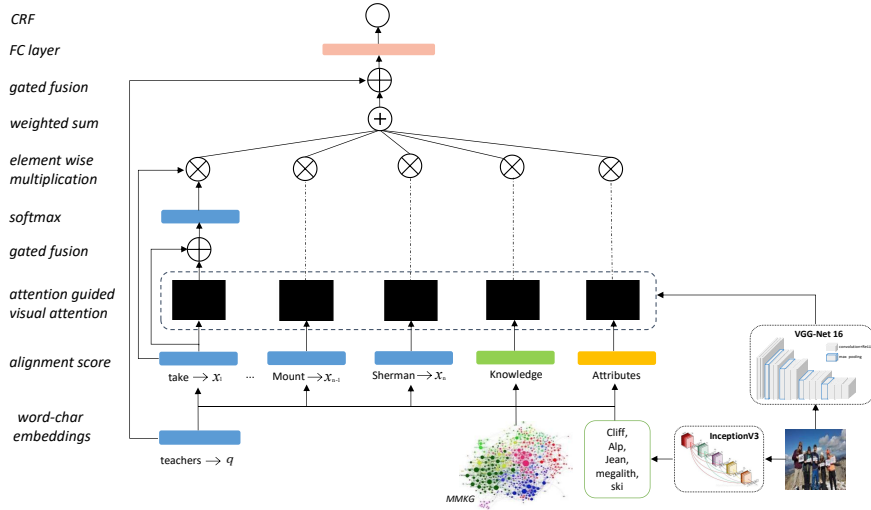 CRF
FC layer
gated fusion
weighted sum
element wise
multiplication
softmax
gated fusion
attention guided
visual attention
alignment score
word-char
embeddings
take → x₁
...
Mount → xₙ₋₁
Sherman → xₙ
Knowledge
Attributes
teachers → q
MMKG
Cliff,
Alp,
Jean,
megalith,
ski
InceptionV3
VGG-Net 16
max pooling